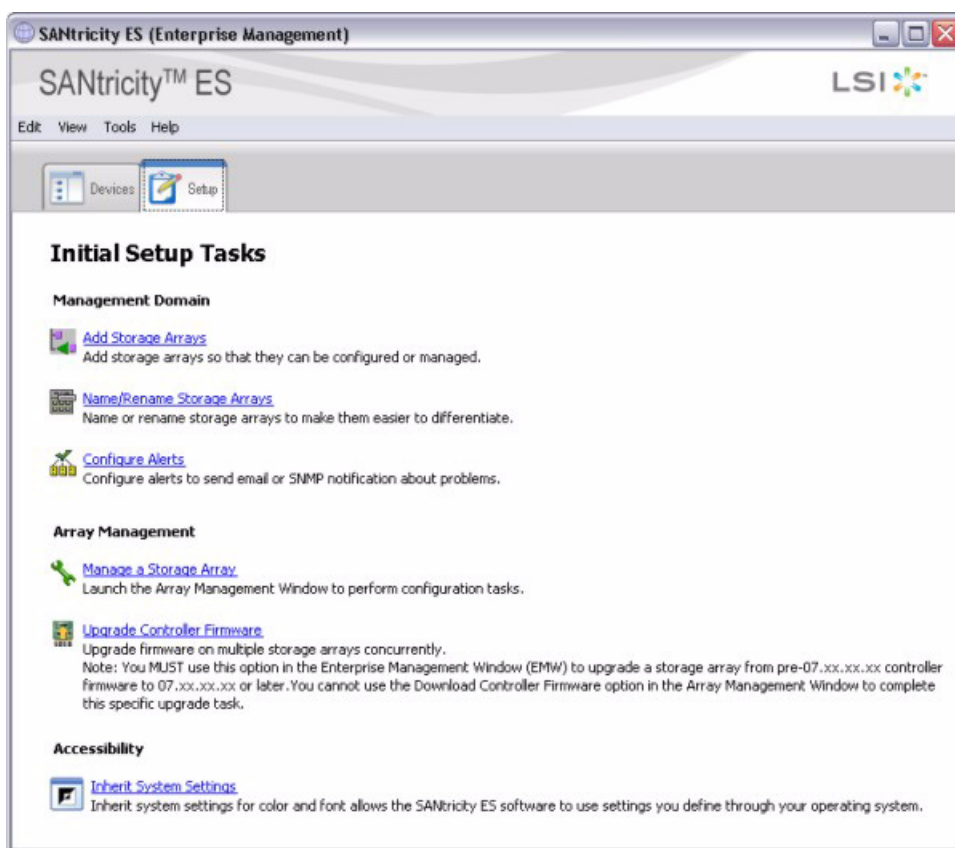 SANtricity ES (Enterprise Management)
SANtricity™ ES
LSI
Edit View Tools Help
Devices Setup
Initial Setup Tasks
Management Domain
Add Storage Arrays
Add storage arrays so that they can be configured or managed.
Name/Rename Storage Arrays
Name or rename storage arrays to make them easier to differentiate.
Configure Alerts
Configure alerts to send email or SNMP notification about problems.
Array Management
Manage a Storage Array
Launch the Array Management Window to perform configuration tasks.
Upgrade Controller Firmware
Upgrade firmware on multiple storage arrays concurrently.
Note: You MUST use this option in the Enterprise Management Window (EMW) to upgrade a storage array from pre-07.xx.xx.xx controller
firmware to 07.xx.xx.xx or later.You cannot use the Download Controller Firmware option in the Array Management Window to complete
this specific upgrade task.
Accessibility
Inherit System Settings
Inherit system settings for color and font allows the SANtricity ES software to use settings you define through your operating system.